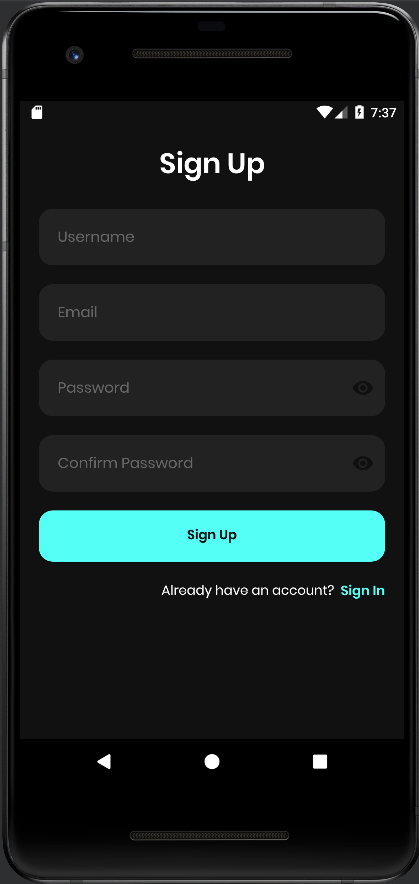 7:37
Sign Up
Username
Email
Password
Confirm Password
Sign Up
Already have an account? Sign In